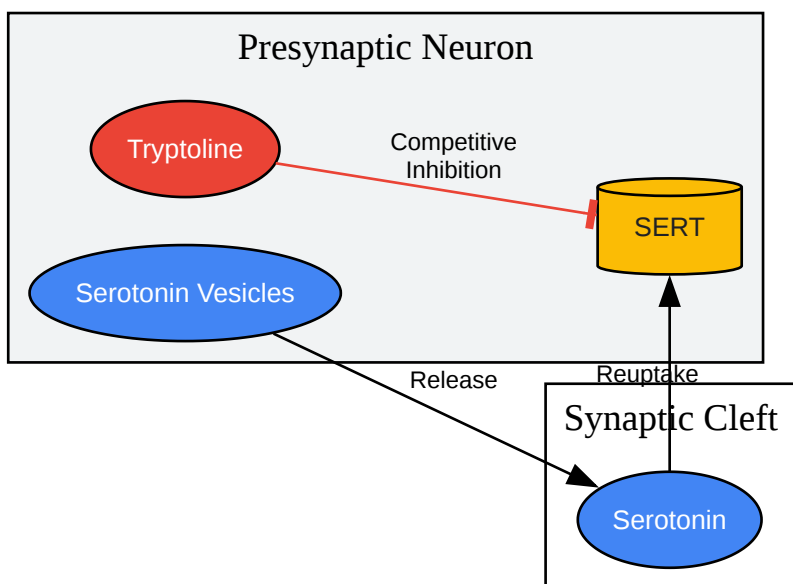 Presynaptic Neuron
Tryptoline
Competitive
Inhibition
SERT
Serotonin Vesicles
Release
Reuptake
Synaptic Cleft
Serotonin